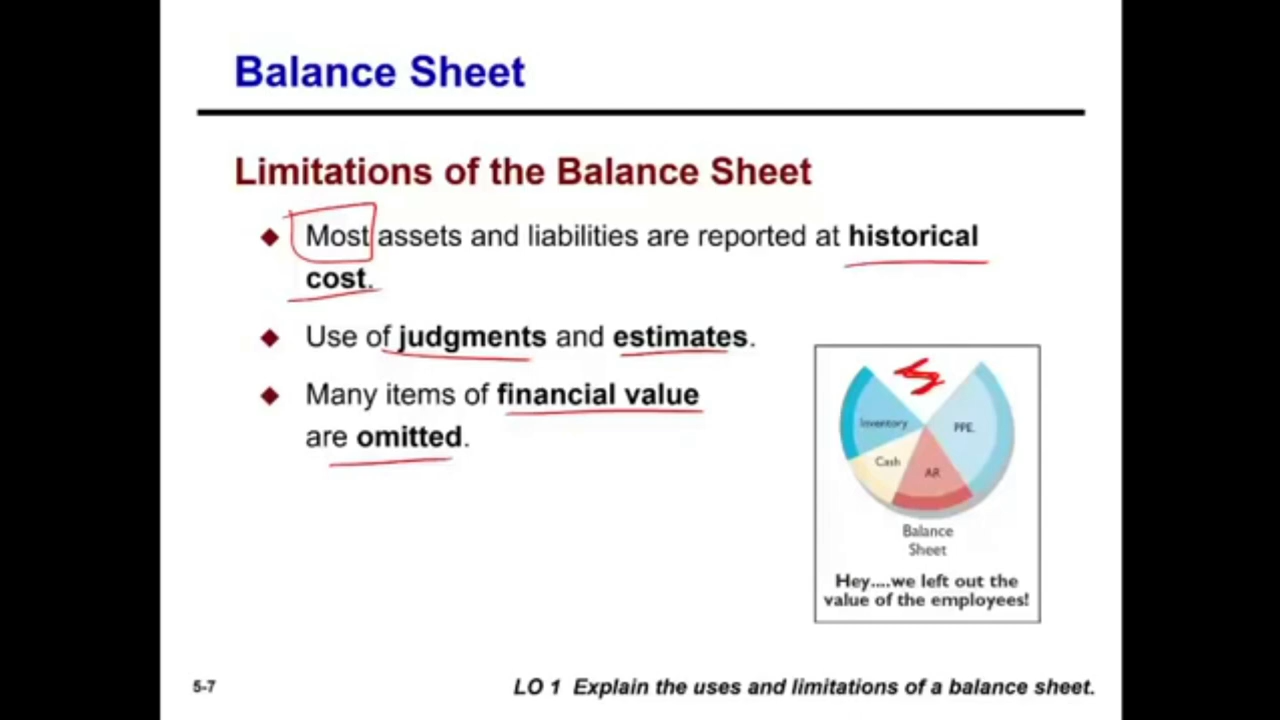 Balance Sheet
Limitations of the Balance Sheet
Most assets and liabilities are reported at historical
cost.
Use of judgments and estimates.
Many items of financial value
are omitted.
Inventory
PPE
Cash
AR
Balance
Sheet
Hey....we left out the
value of the employees!
5-7
LO 1 Explain the uses and limitations of a balance sheet.